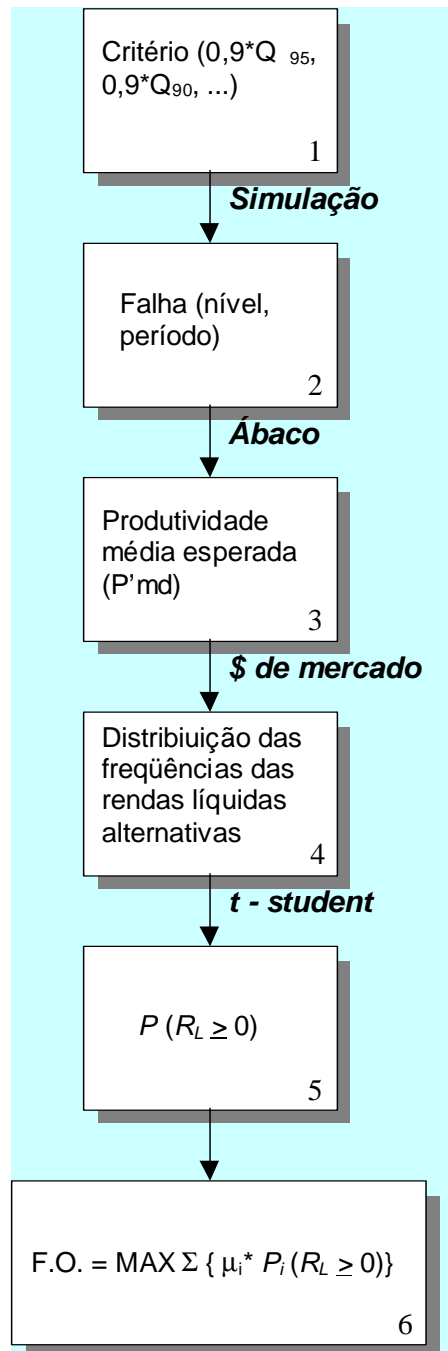 Critério (0,9*Q 95,
0,9*Q90, ...)
1
Simulação
Falha (nível,
período)
2
Ábaco
Produtividade
média esperada
(P'md)
3
$ de mercado
Distribiuição das
freqüências das
rendas líquidas
alternativas
4
t - student
P (RL ≥ 0)
5
F.O. = MAX Σ { μi* Pi (RL ≥ 0)}
6